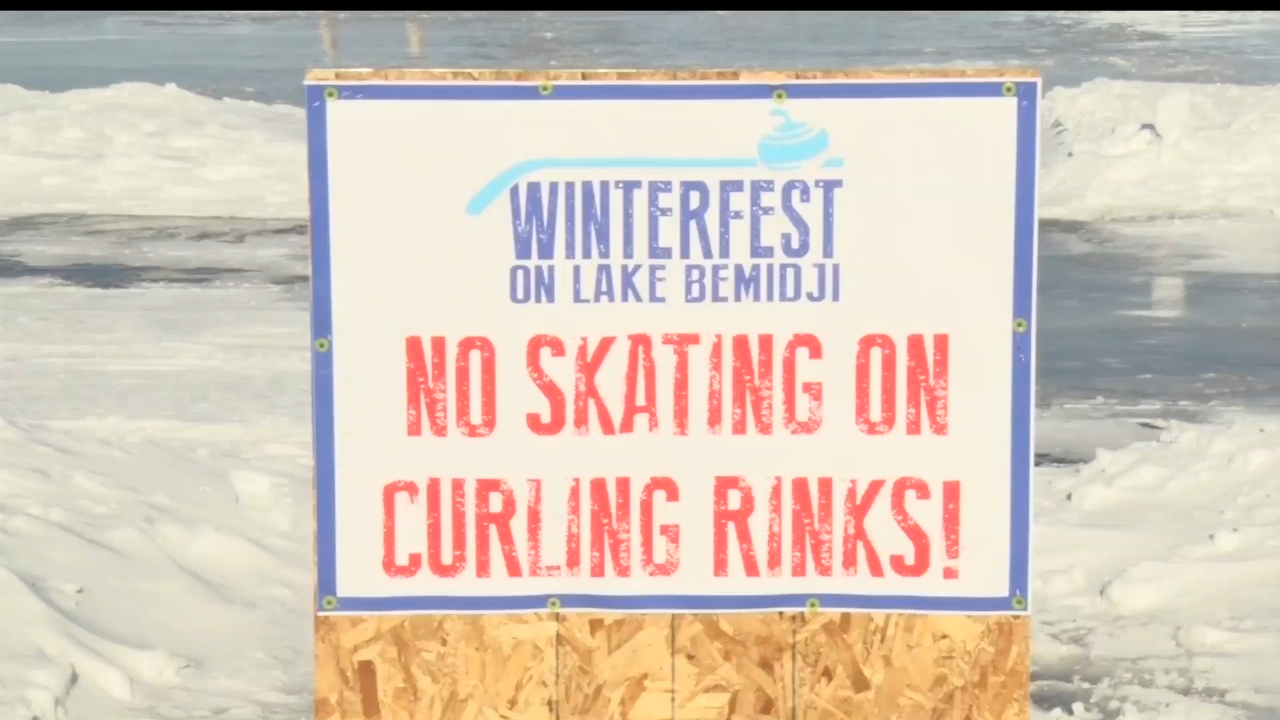 WINTERFEST
ON LAKE BEMIDJI
NO SKATING ON
CURLING RINKS!